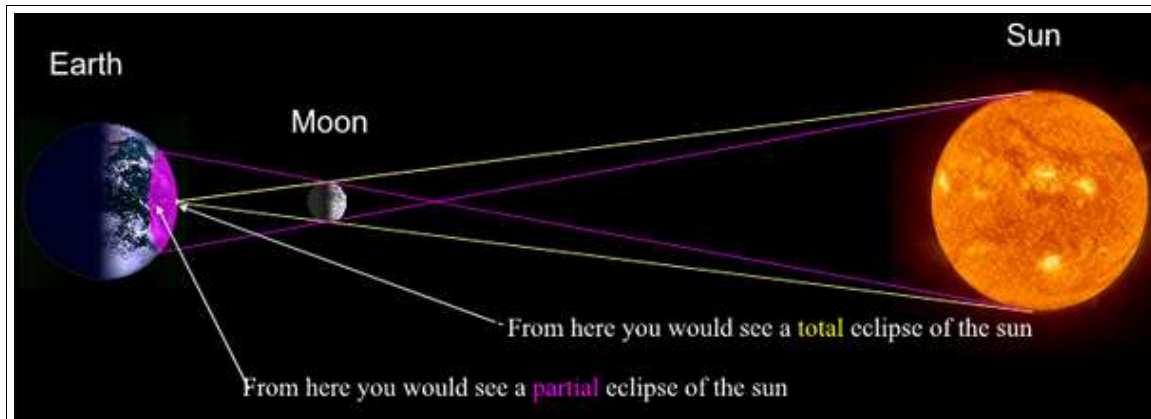 Sun
Earth
Moon
From here you would see a total eclipse of the sun
From here you would see a partial eclipse of the sun